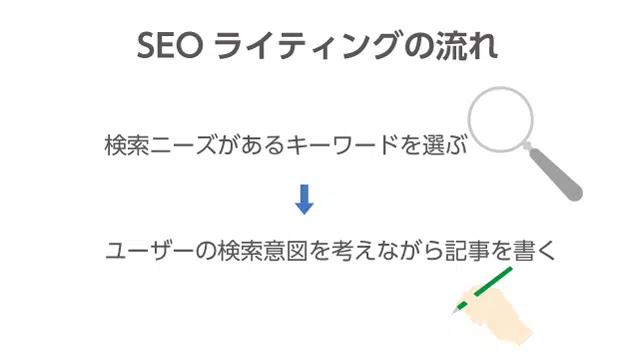 SEO ライティングの流れ
検索ニーズがあるキーワードを選ぶ
ユーザーの検索意図を考えながら記事を書く